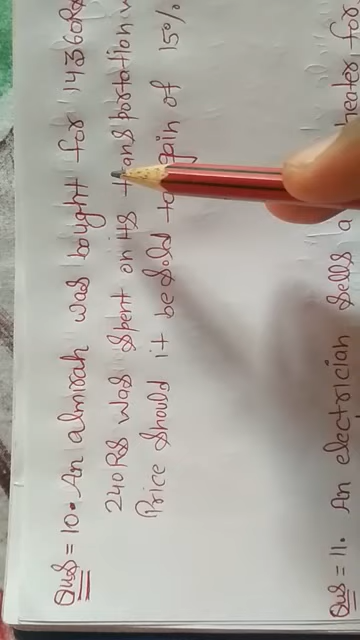 Que = 10. An almirah was bought for 14360Rs
240Rs was spent on its transportation
Price should it be sold to gain of 15%
Que = 11. An electrician sells a heater for